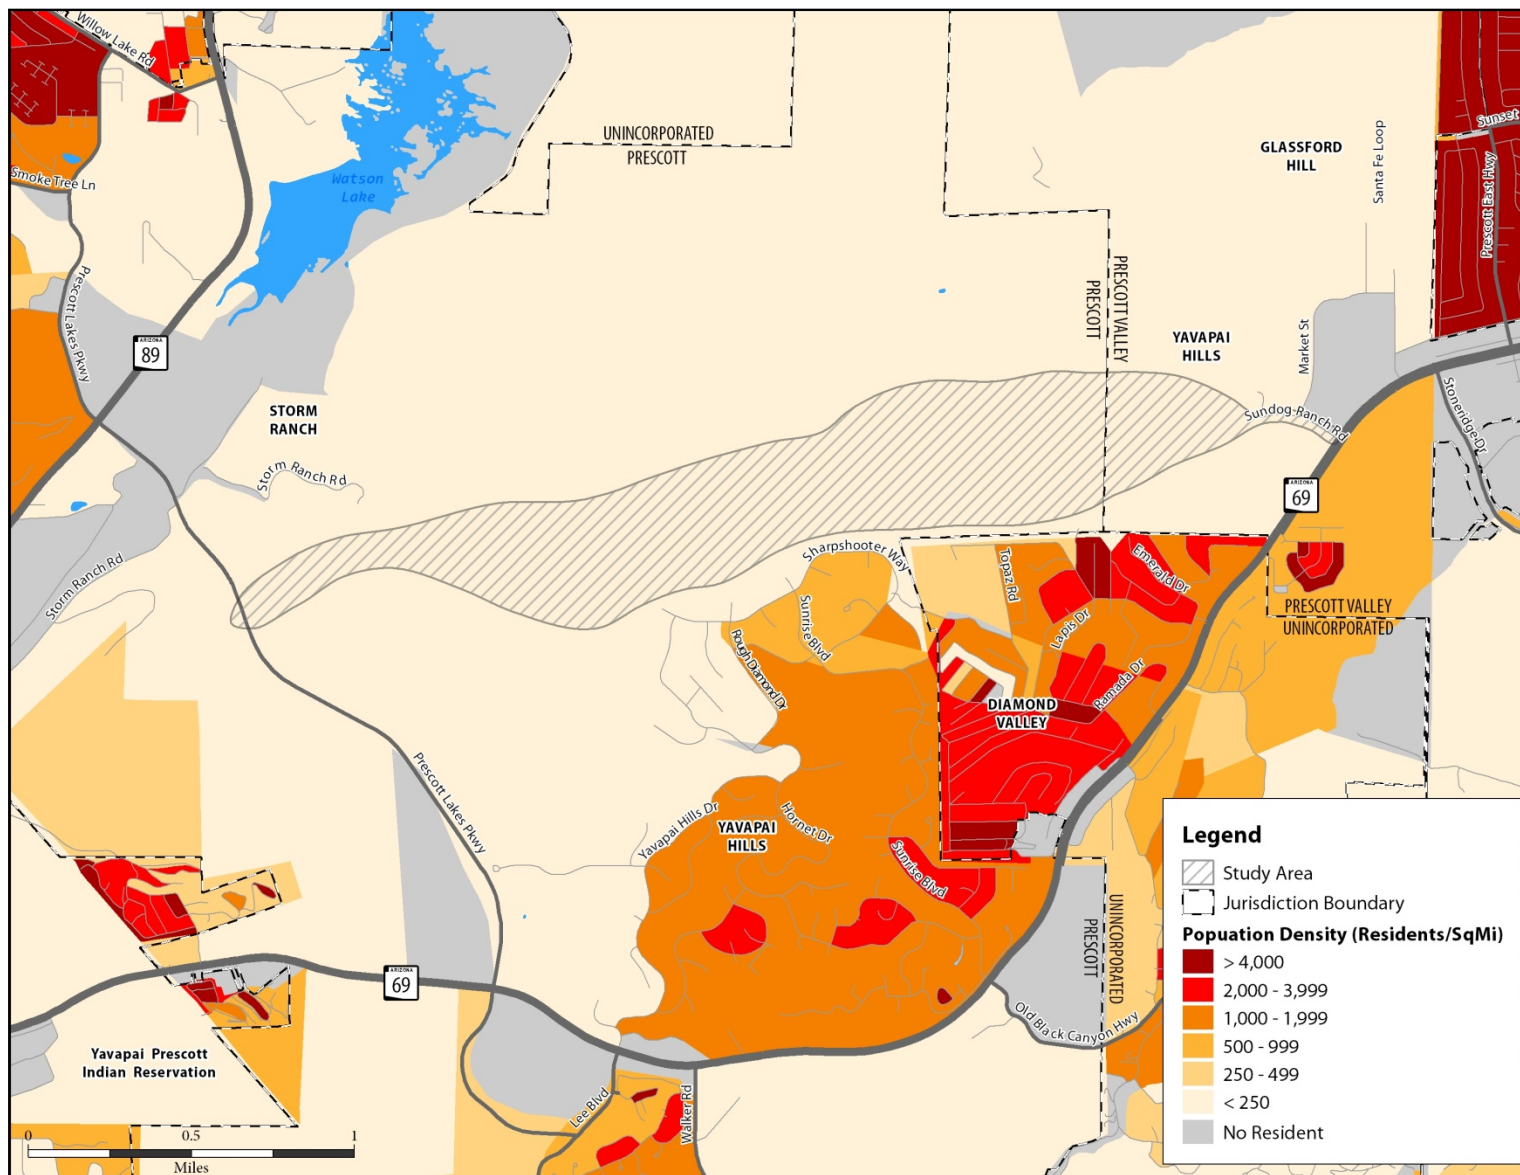 Willow Lake Rd
Smoke Tree Ln
Watson
Lake
UNINCORPORATED
PRESCOTT
GLASSFORD
HILL
Santa Fe Loop
Sunset
Prescott East Hwy
Prescott Lakes Pkwy
ARIZONA
89
PRESCOTT VALLEY
PRESCOTT
YAVAPAI
HILLS
Market St
STORM
RANCH
Storm Ranch Rd
Sundog-Ranch Rd
Stoneridge Dr
ARIZONA
69
Storm Ranch Rd
Sharpshooter Way
Topaz Rd
Emerald Dr
Lapis Dr
Sunrise Blvd
Rough Diamond Dr
Ramada Dr
PRESCOTT VALLEY
UNINCORPORATED
DIAMOND
VALLEY
Prescott Lakes Pkwy
Yavapai Hills Dr
YAVAPAI
HILLS
Hornet Dr
Sunrise Blvd
UNINCORPORATED
PRESCOTT
ARIZONA
69
Old Black Canyon Hwy
Yavapai Prescott
Indian Reservation
Lee Blvd
Walker Rd
0
0.5
1
Miles
Legend
Study Area
Jurisdiction Boundary
Popuation Density (Residents/SqMi)
> 4,000
2,000 - 3,999
1,000 - 1,999
500 - 999
250 - 499
< 250
No Resident